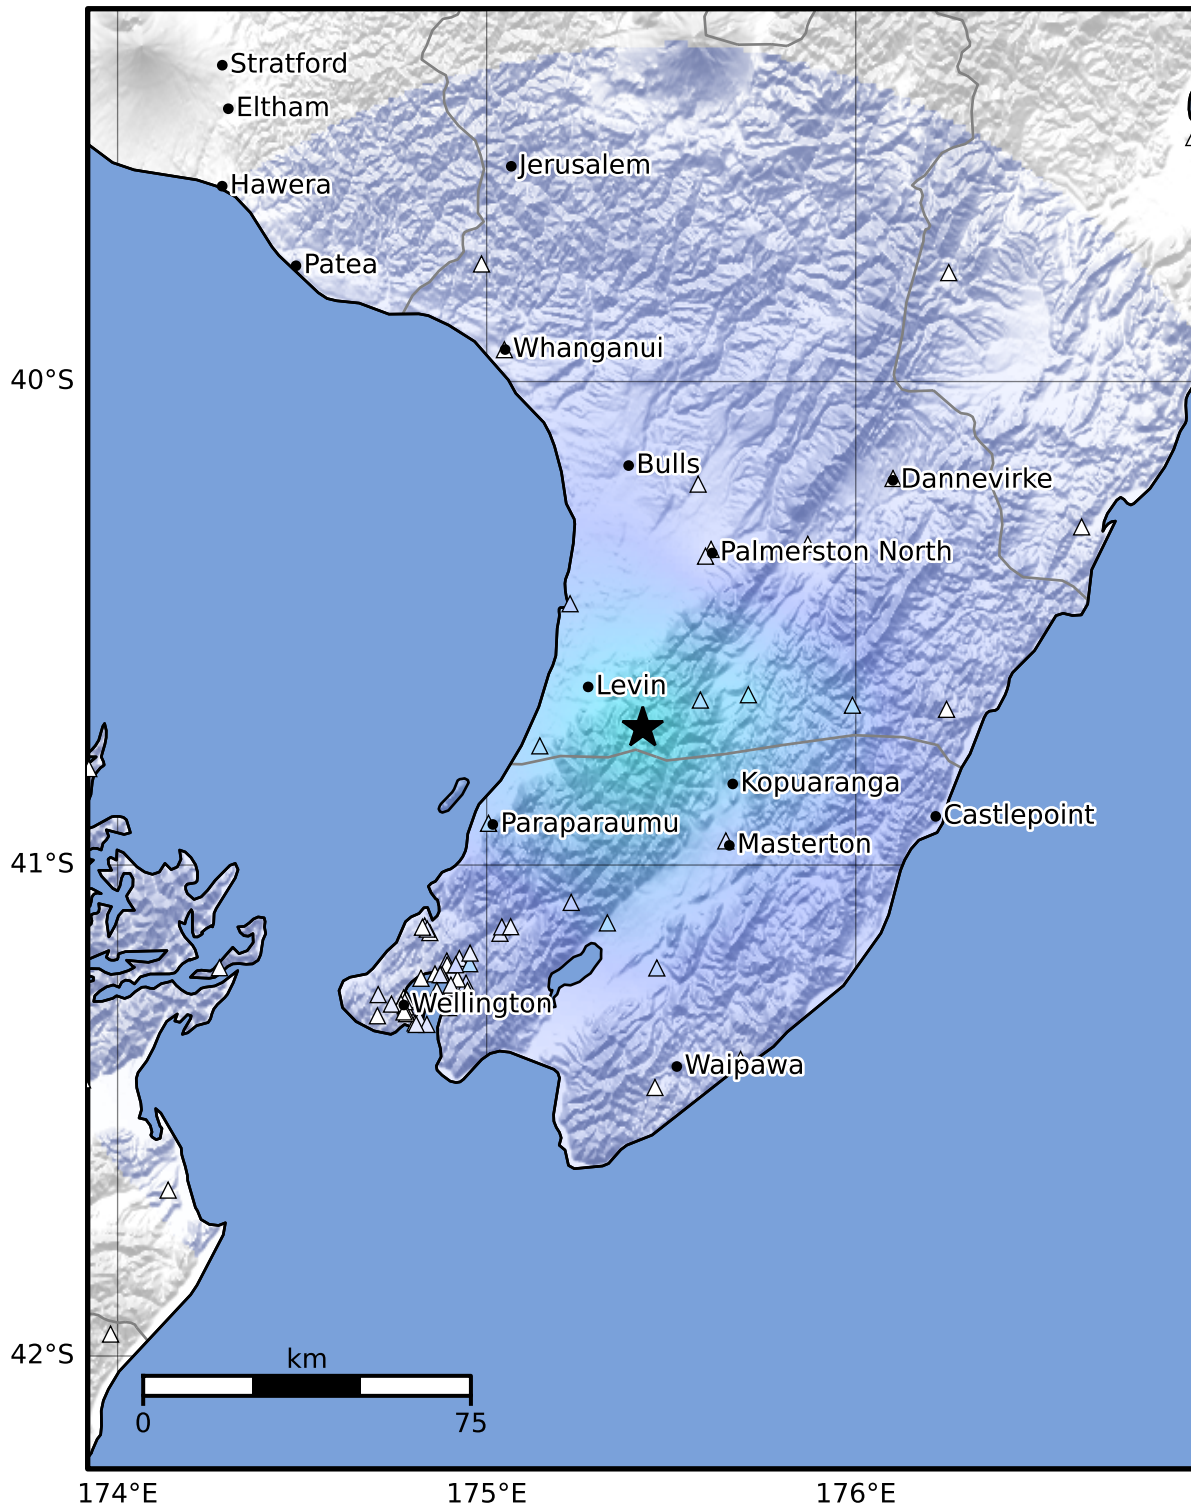 Stratford
Eltham
Jerusalem
Hawera
Patea
Whanganui
40°S
Bulls
Dannevirke
Palmerston North
Levin
Kopuaranga
Castlepoint
Paraparaumu
Masterton
41°S
Wellington
Waipawa
42°S
km
0
75
174°E
175°E
176°E